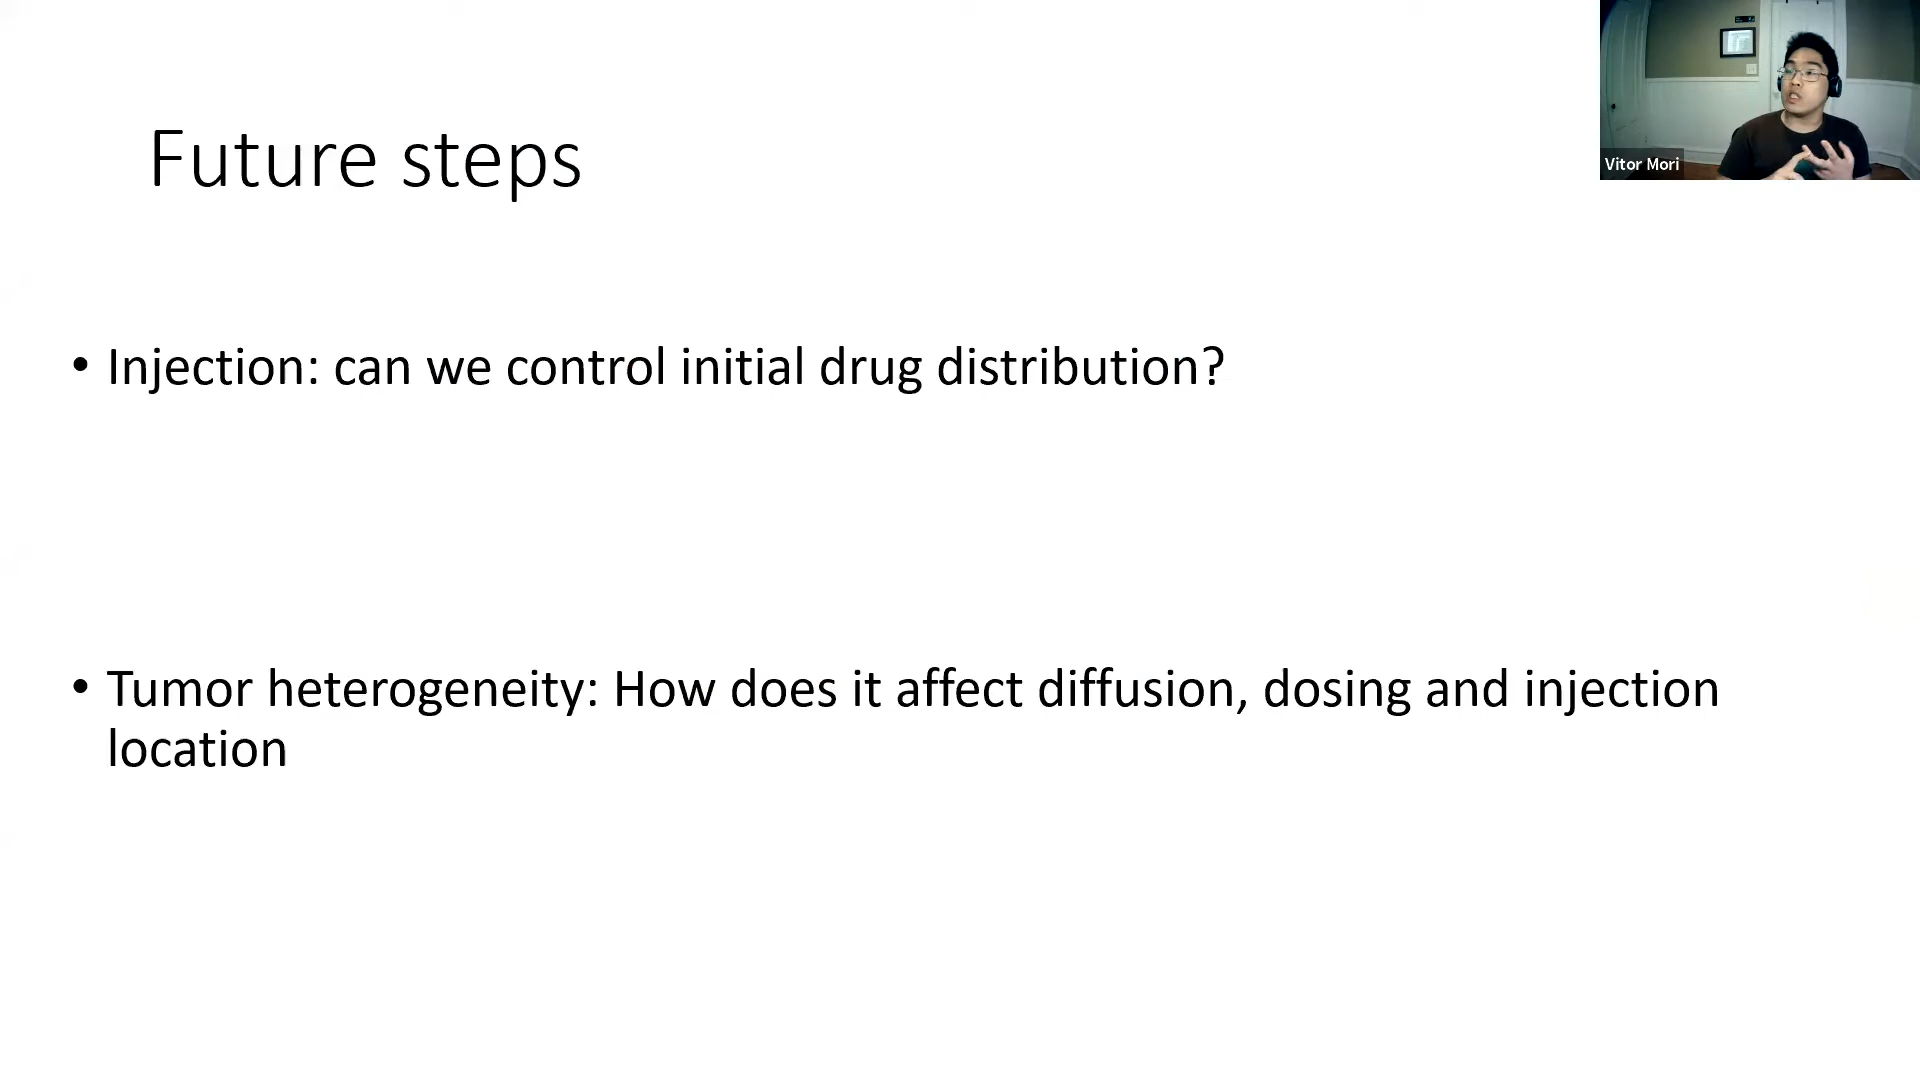 Future steps
Vitor Mori
• Injection: can we control initial drug distribution?
• Tumor heterogeneity: How does it affect diffusion, dosing and injection
location